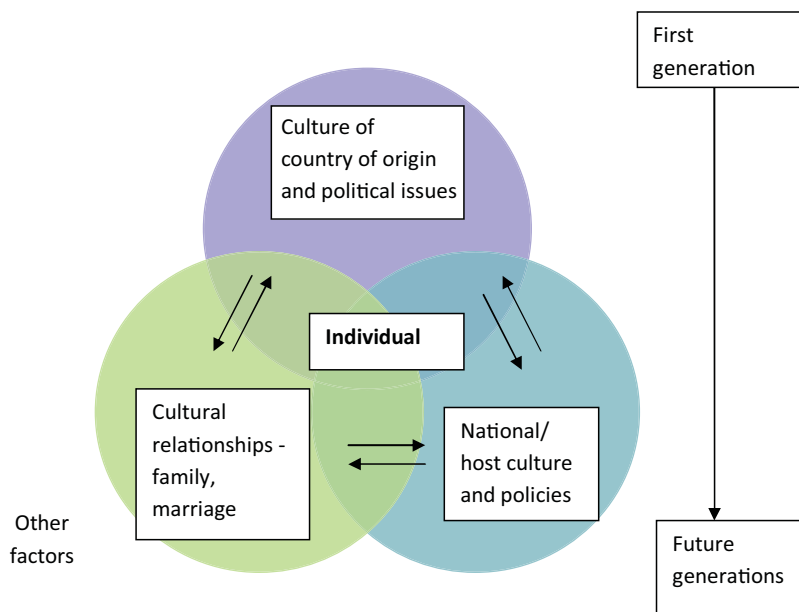 First
generation
Culture of
country of origin
and political issues
Individual
Cultural
relationships -
family,
marriage
National/
host culture
and policies
Other
factors
Future
generations